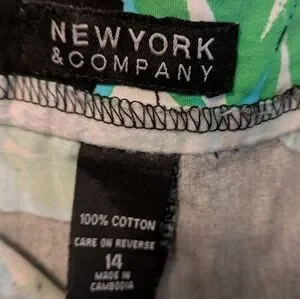 NEW YORK
& COMPANY
100% COTTON
CARE ON REVERSE
14
MADE IN
CAMBODIA